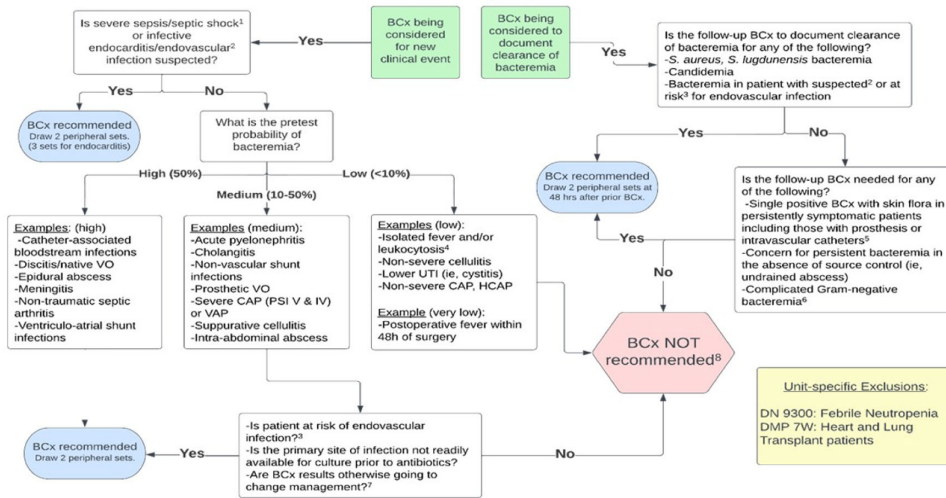 Is severe sepsis/septic shock¹
or infective
endocarditis/endovascular²
infection suspected?
Yes
BCx being
considered
for new
clinical event
BCx being
considered to
document
clearance of
bacteremia
Yes
Is the follow-up BCx to document clearance
of bacteremia for any of the following?
-S. aureus, S. lugdunensis bacteremia
-Candidemia
-Bacteremia in patient with suspected² or at
risk³ for endovascular infection
Yes
No
BCx recommended
Draw 2 peripheral sets.
(3 sets for endocarditis)
What is the pretest
probability of
bacteremia?
Yes
No
BCx recommended
Draw 2 peripheral sets at
48 hrs after prior BCx.
Is the follow-up BCx needed for any
of the following?
-Single positive BCx with skin flora in
persistently symptomatic patients
including those with prosthesis or
intravascular catheters⁵
-Concern for persistent bacteremia in
the absence of source control (ie,
undrained abscess)
-Complicated Gram-negative
bacteremia⁶
Yes
No
High (50%)
Medium (10-50%)
Low (<10%)
Examples: (high)
-Catheter-associated
bloodstream infections
-Discitis/native VO
-Epidural abscess
-Meningitis
-Non-traumatic septic
arthritis
-Ventriculo-atrial shunt
infections
Examples (medium):
-Acute pyelonephritis
-Cholangitis
-Non-vascular shunt
infections
-Prosthetic VO
-Severe CAP (PSI V & IV)
or VAP
-Suppurative cellulitis
-Intra-abdominal abscess
Examples (low):
-Isolated fever and/or
leukocytosis⁴
-Non-severe cellulitis
-Lower UTI (ie, cystitis)
-Non-severe CAP, HCAP
Example (very low):
-Postoperative fever within
48h of surgery
BCx NOT
recommended⁸
Unit-specific Exclusions:
DN 9300: Febrile Neutropenia
DMP 7W: Heart and Lung
Transplant patients
BCx recommended
Draw 2 peripheral sets.
Yes
-Is patient at risk of endovascular
infection?³
-Is the primary site of infection not readily
available for culture prior to antibiotics?
-Are BCx results otherwise going to
change management?⁷
No